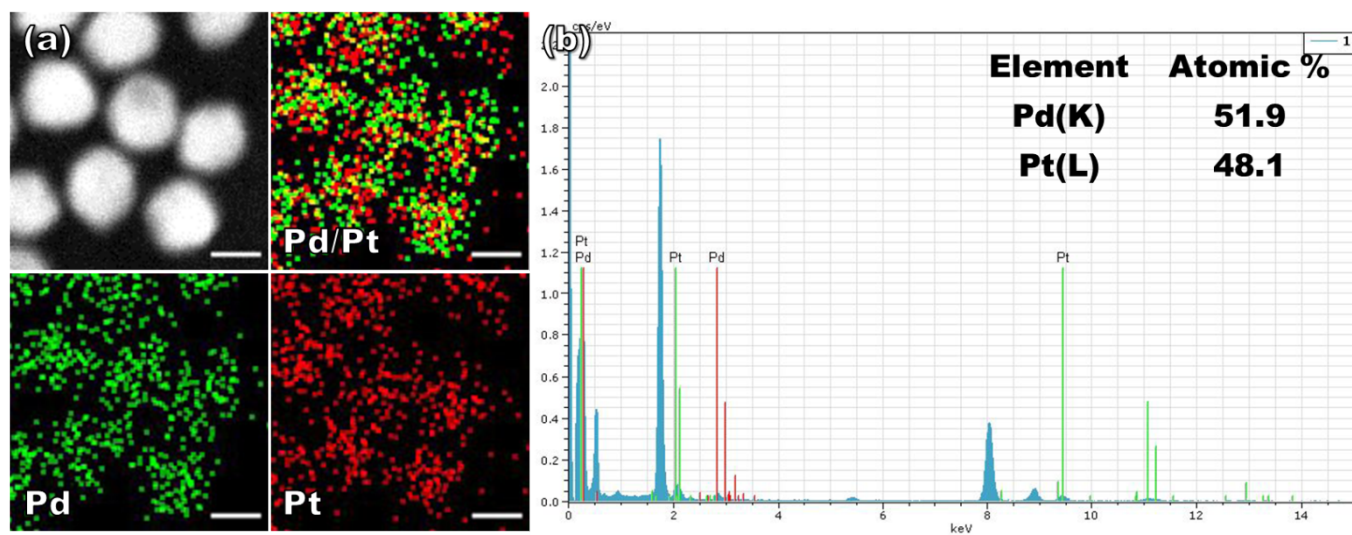 (a)
Pd/Pt
Pd
Pt
(b)
cps/eV
1
Element Atomic %
Pd(K) 51.9
Pt(L) 48.1
2.0
1.8
1.6
1.4
1.2
1.0
0.8
0.6
0.4
0.2
0.0
Pt
Pd
Pt
Pd
Pt
0 2 4 6 8 10 12 14
keV